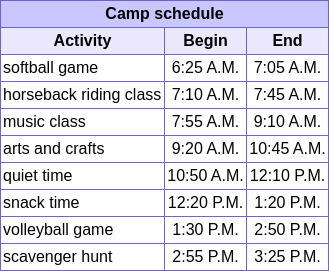 Camp schedule
Activity Begin End
softball game 6:25 A.M. 7:05 A.M.
horseback riding class 7:10 A.M. 7:45 A.M.
music class 7:55 A.M. 9:10 A.M.
arts and crafts 9:20 A.M. 10:45 A.M.
quiet time 10:50 A.M. 12:10 P.M.
snack time 12:20 P.M. 1:20 P.M.
volleyball game 1:30 P.M. 2:50 P.M.
scavenger hunt 2:55 P.M. 3:25 P.M.